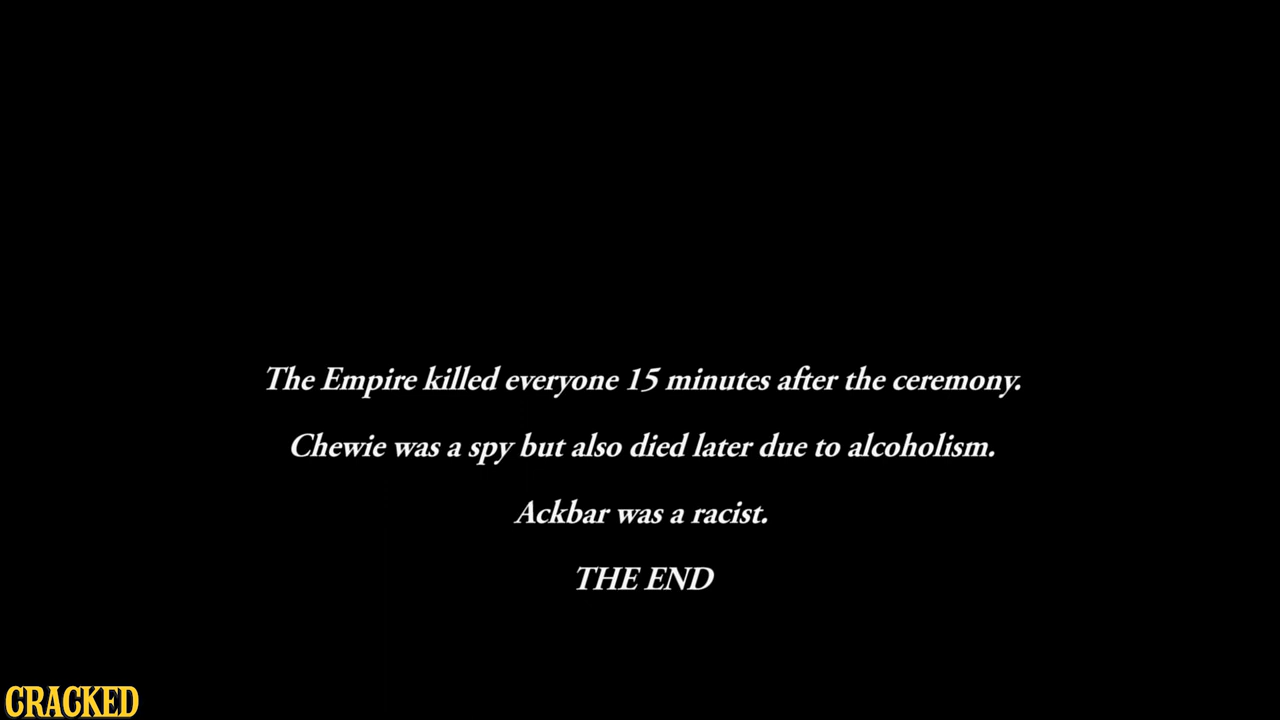 The Empire killed everyone 15 minutes after the ceremony.
Chewie was a spy but also died later due to alcoholism.
Ackbar was a racist.
THE END
CRACKED